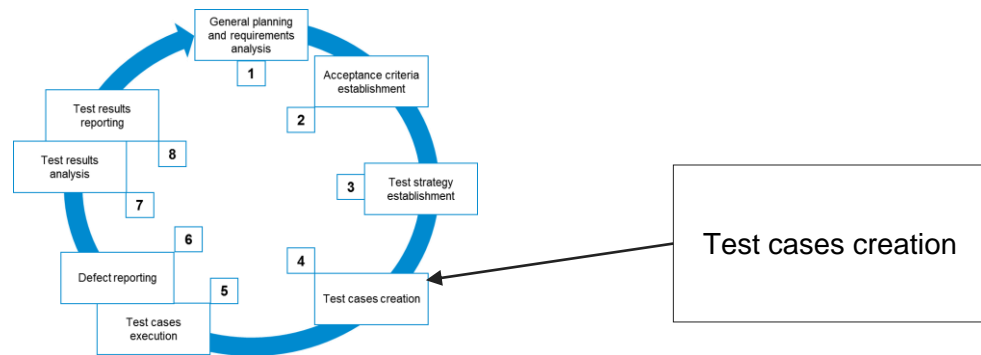 General planning
and requirements
analysis
1
Acceptance criteria
establishment
2
Test strategy
establishment
3
Test cases creation
4
Test cases
execution
5
Defect reporting
6
Test results
analysis
7
Test results
reporting
8
Test cases creation